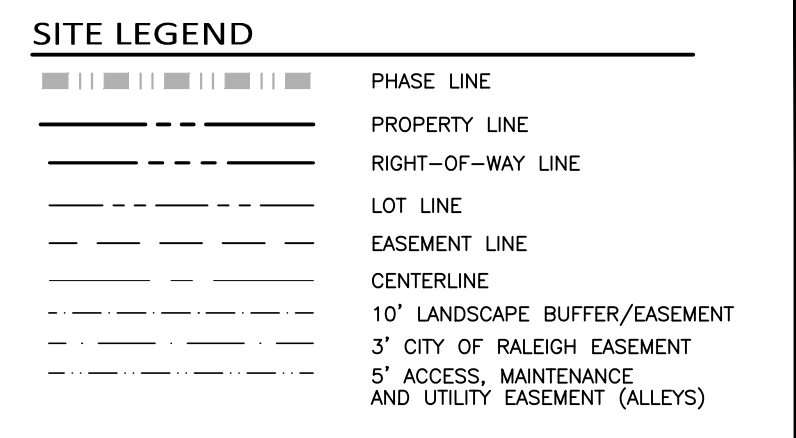 SITE LEGEND
PHASE LINE
PROPERTY LINE
RIGHT-OF-WAY LINE
LOT LINE
EASEMENT LINE
CENTERLINE
10' LANDSCAPE BUFFER/EASEMENT
3' CITY OF RALEIGH EASEMENT
5' ACCESS, MAINTENANCE
AND UTILITY EASEMENT (ALLEYS)